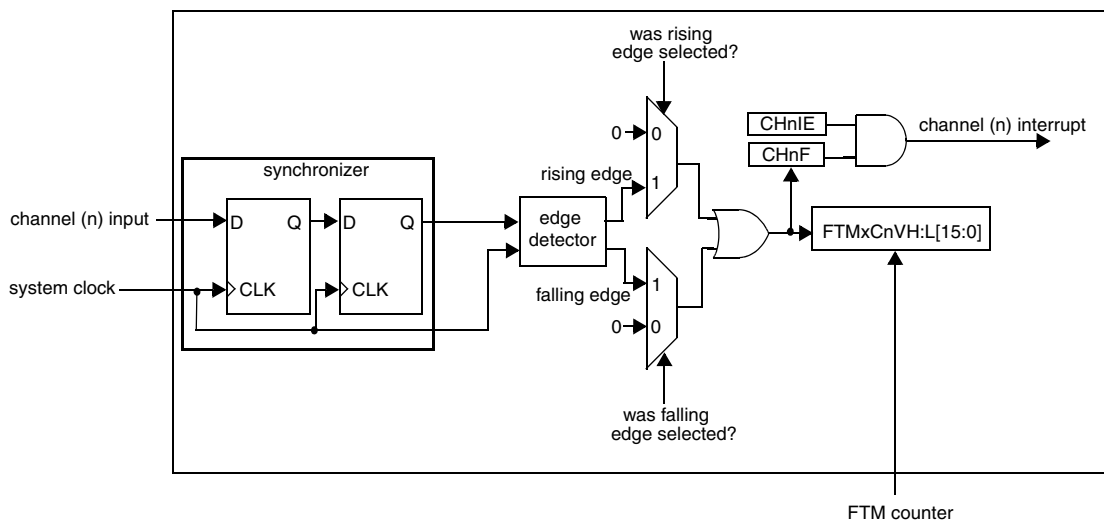 was rising
edge selected?
CHnIE
channel (n) interrupt
0
0
CHnF
synchronizer
rising edge
1
channel (n) input
D
Q
D
Q
edge
detector
FTMxCnVH:L[15:0]
system clock
CLK
CLK
falling edge
1
0
0
was falling
edge selected?
FTM counter